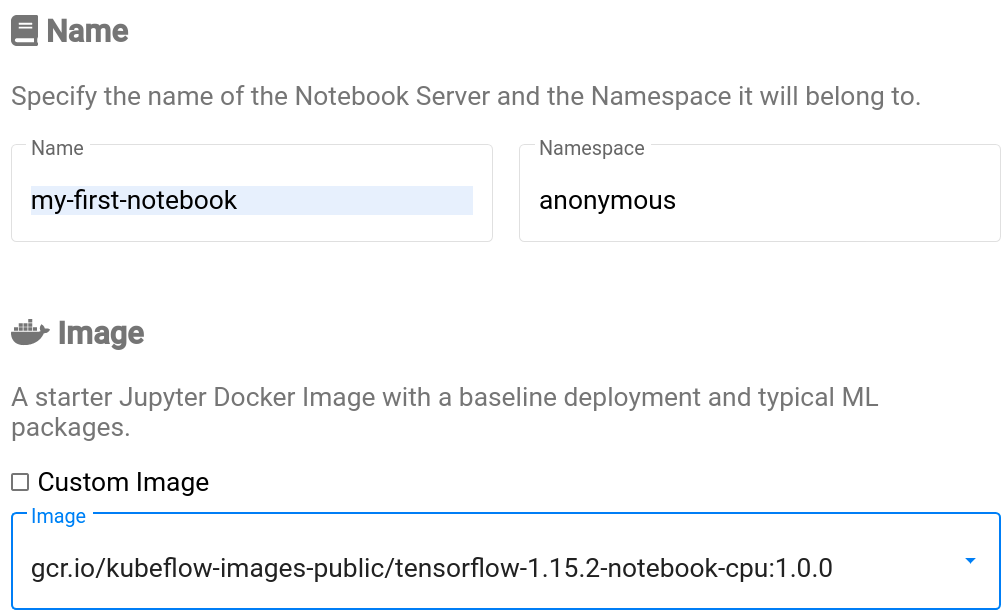 Name
Specify the name of the Notebook Server and the Namespace it will belong to.
Name
my-first-notebook
Namespace
anonymous
Image
A starter Jupyter Docker Image with a baseline deployment and typical ML
packages.
Custom Image
Image
gcr.io/kubeflow-images-public/tensorflow-1.15.2-notebook-cpu:1.0.0